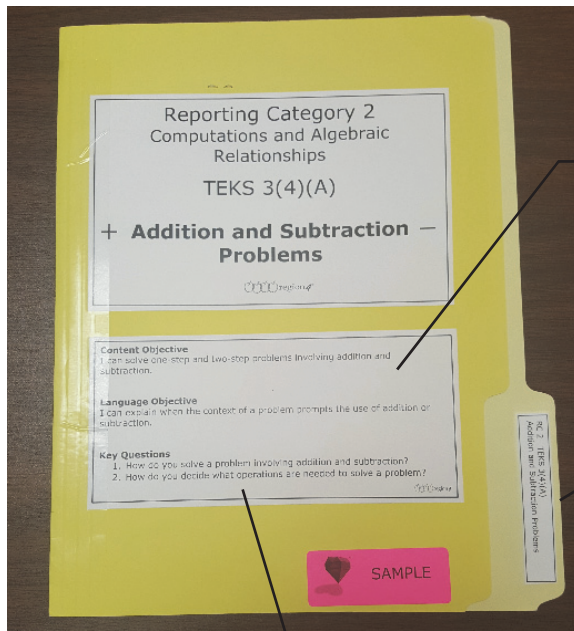 Reporting Category 2
Computations and Algebraic
Relationships
TEKS 3(4)(A)
+ Addition and Subtraction −
Problems
region4
Content Objective
I can solve one-step and two-step problems involving addition and
subtraction.
Language Objective
I can explain when the context of a problem prompts the use of addition or
subtraction.
Key Questions
1. How do you solve a problem involving addition and subtraction?
2. How do you decide what operations are needed to solve a problem?
region4
RC 2 TEKS 3(4)(A)
Addition and Subtraction Problems
SAMPLE